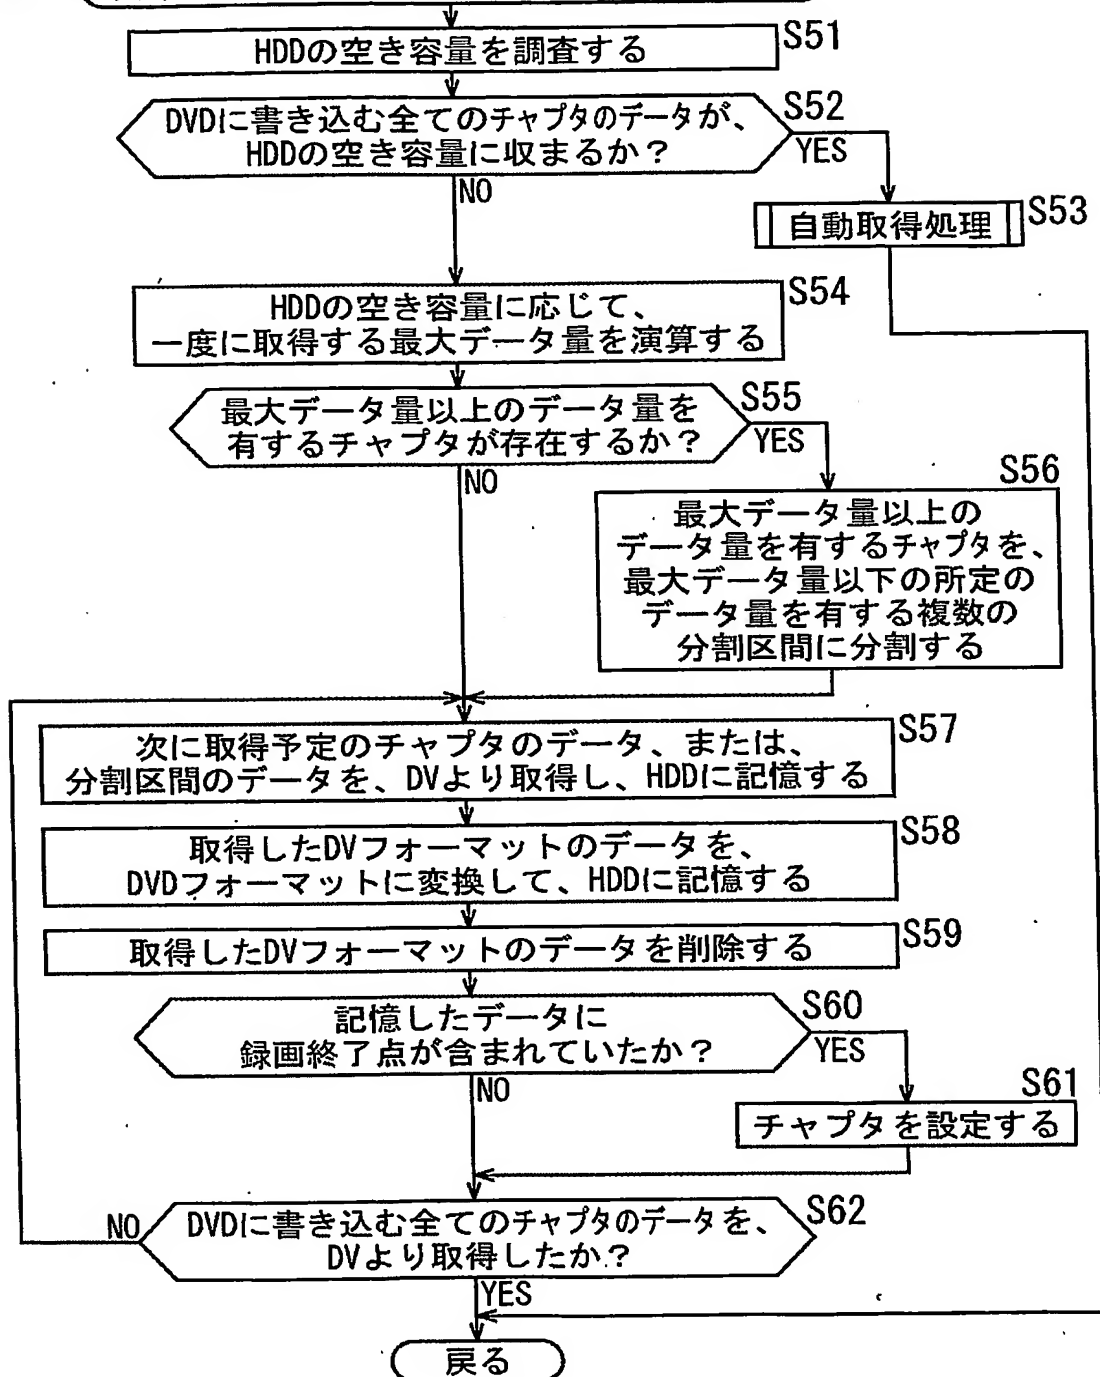 S51
HDDの空き容量を調査する
S52
DVDに書き込む全てのチャプタのデータが、
HDDの空き容量に収まるか？
YES
NO
S53
自動取得処理
S54
HDDの空き容量に応じて、
一度に取得する最大データ量を演算する
S55
最大データ量以上のデータ量を
有するチャプタが存在するか？
YES
NO
S56
最大データ量以上の
データ量を有するチャプタを、
最大データ量以下の所定の
データ量を有する複数の
分割区間に分割する
S57
次に取得予定のチャプタのデータ、または、
分割区間のデータを、DVより取得し、HDDに記憶する
S58
取得したDVフォーマットのデータを、
DVDフォーマットに変換して、HDDに記憶する
S59
取得したDVフォーマットのデータを削除する
S60
記憶したデータに
録画終了点が含まれていたか？
YES
NO
S61
チャプタを設定する
S62
DVDに書き込む全てのチャプタのデータを、
DVより取得したか？
NO
YES
戻る